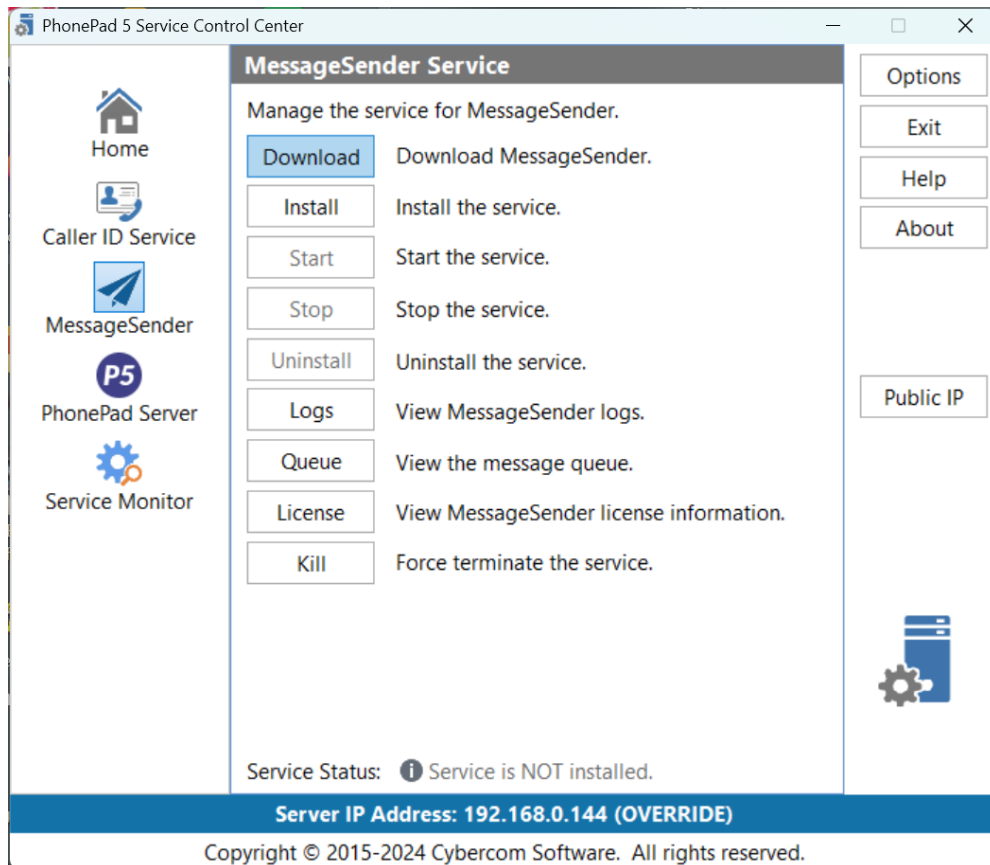 PhonePad 5 Service Control Center
Home
Caller ID Service
MessageSender
P5
PhonePad Server
Service Monitor
MessageSender Service
Manage the service for MessageSender.
Download Download MessageSender.
Install Install the service.
Start Start the service.
Stop Stop the service.
Uninstall Uninstall the service.
Logs View MessageSender logs.
Queue View the message queue.
License View MessageSender license information.
Kill Force terminate the service.
Service Status: Service is NOT installed.
Options
Exit
Help
About
Public IP
Server IP Address: 192.168.0.144 (OVERRIDE)
Copyright © 2015-2024 Cybercom Software. All rights reserved.